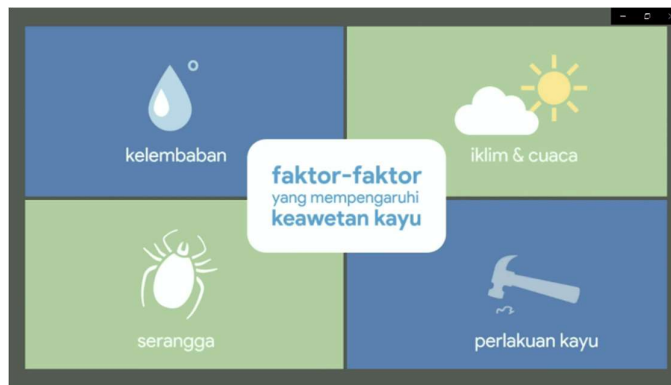 kelembaban
iklim & cuaca
faktor-faktor
yang mempengaruhi
keawetan kayu
serangga
perlakuan kayu